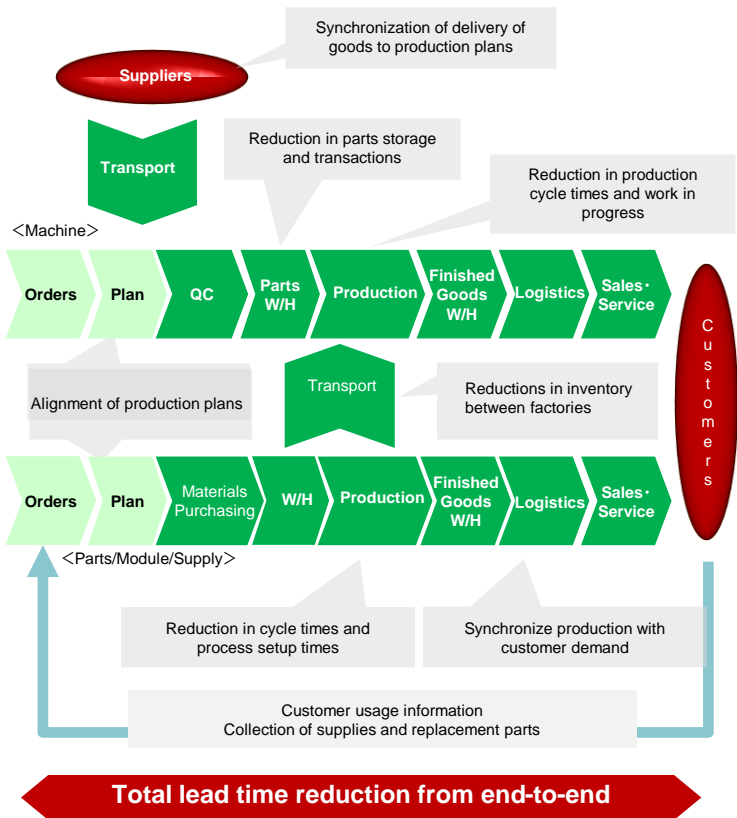 Synchronization of delivery of
goods to production plans
Suppliers
Transport
Reduction in parts storage
and transactions
Reduction in production
cycle times and work in
progress
＜Machine＞
Orders
Plan
QC
Parts
W/H
Production
Finished
Goods
W/H
Logistics
Sales・
Service
Customers
Alignment of production plans
Transport
Reductions in inventory
between factories
Orders
Plan
Materials
Purchasing
W/H
Production
Finished
Goods
W/H
Logistics
Sales・
Service
＜Parts/Module/Supply＞
Reduction in cycle times and
process setup times
Synchronize production with
customer demand
Customer usage information
Collection of supplies and replacement parts
Total lead time reduction from end-to-end